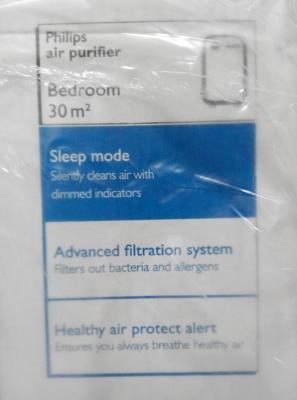 Philips
air purifier
Bedroom
30 m²
Sleep mode
Silently cleans air with
dimmed indicators
Advanced filtration system
Filters out bacteria and allergens
Healthy air protect alert
Ensures you always breathe healthy air